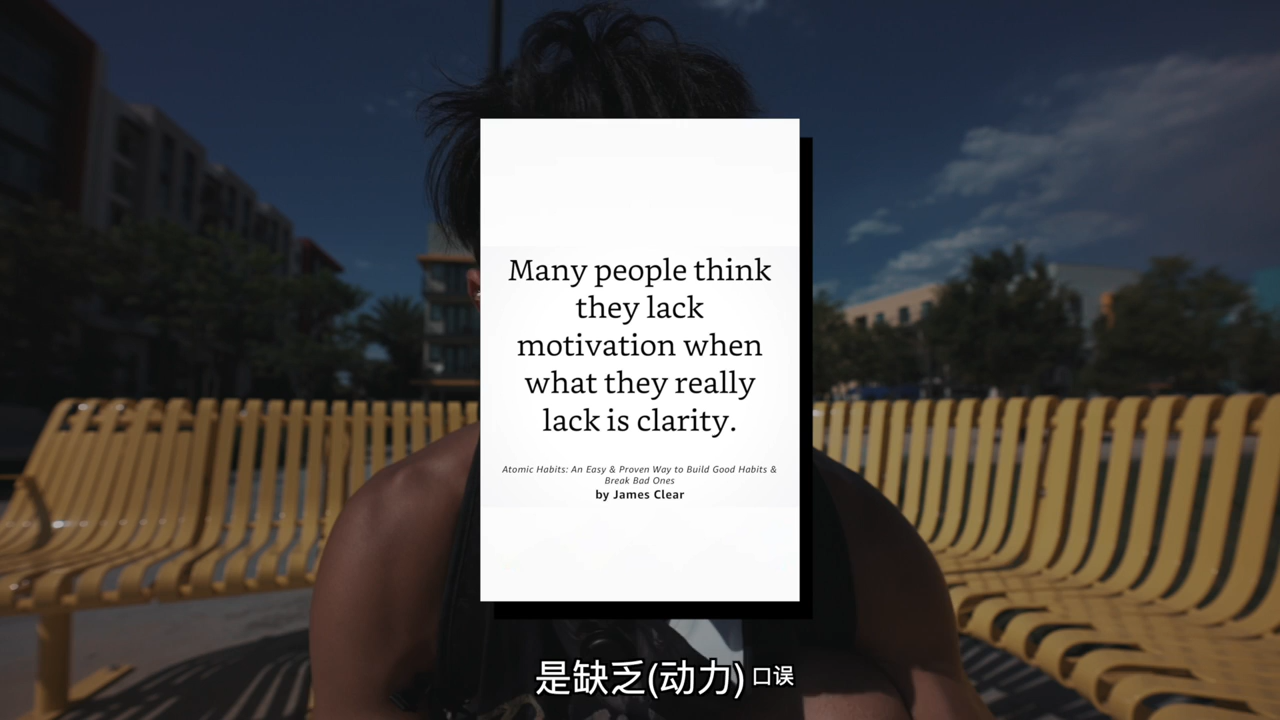 Many people think
they lack
motivation when
what they really
lack is clarity.
Atomic Habits: An Easy & Proven Way to Build Good Habits &
Break Bad Ones
by James Clear
是缺乏(动力) 口误